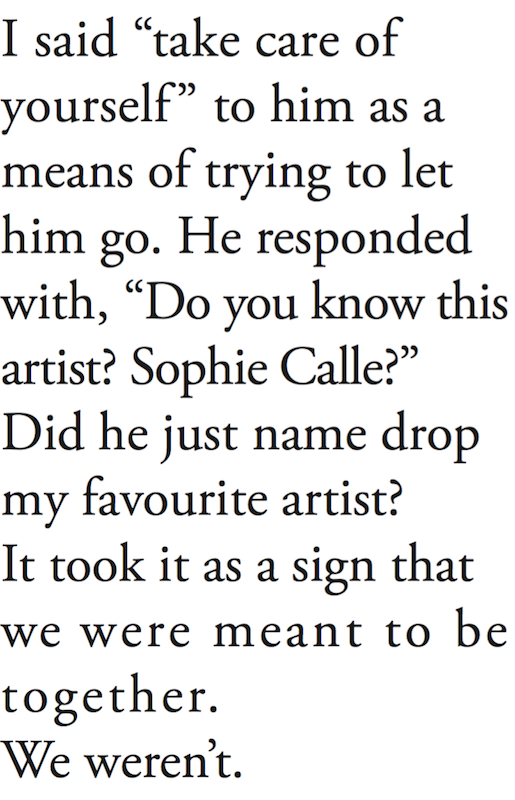 I said “take care of
yourself” to him as a
means of trying to let
him go. He responded
with, “Do you know this
artist? Sophie Calle?”
Did he just name drop
my favourite artist?
It took it as a sign that
we were meant to be
together.
We weren’t.